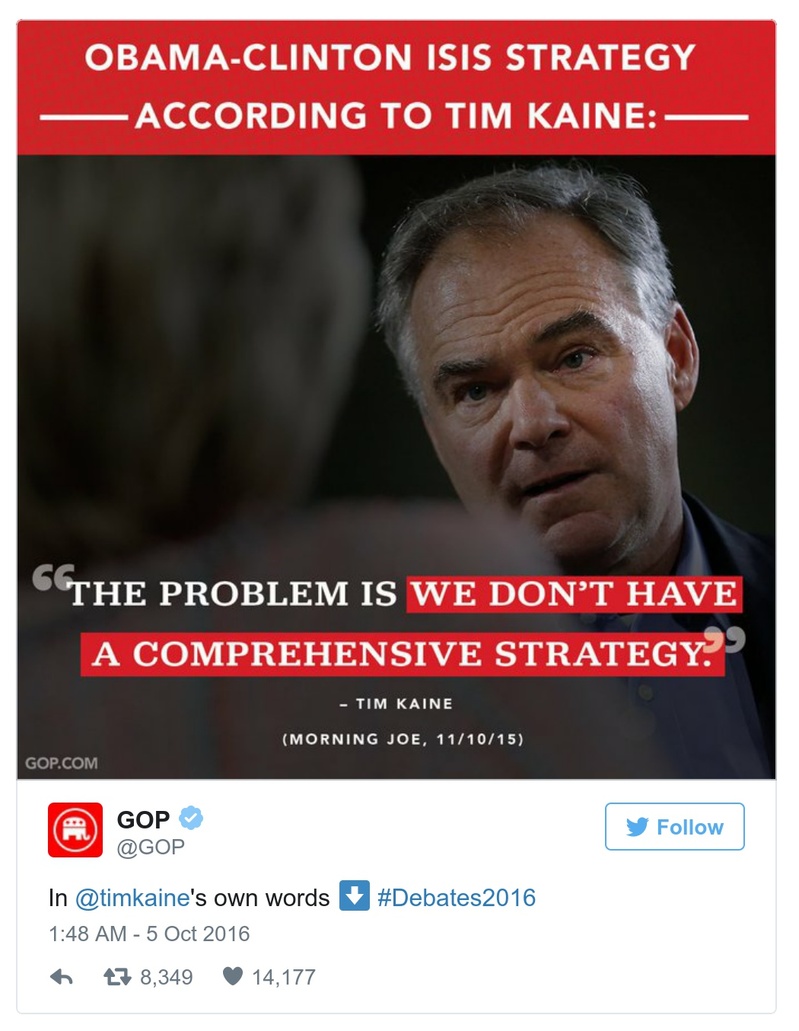 OBAMA-CLINTON ISIS STRATEGY
ACCORDING TO TIM KAINE:
“THE PROBLEM IS WE DON’T HAVE
A COMPREHENSIVE STRATEGY.”
– TIM KAINE
(MORNING JOE, 11/10/15)
GOP.COM
GOP
@GOP
Follow
In @timkaine's own words ⬇ #Debates2016
1:48 AM - 5 Oct 2016
8,349 14,177